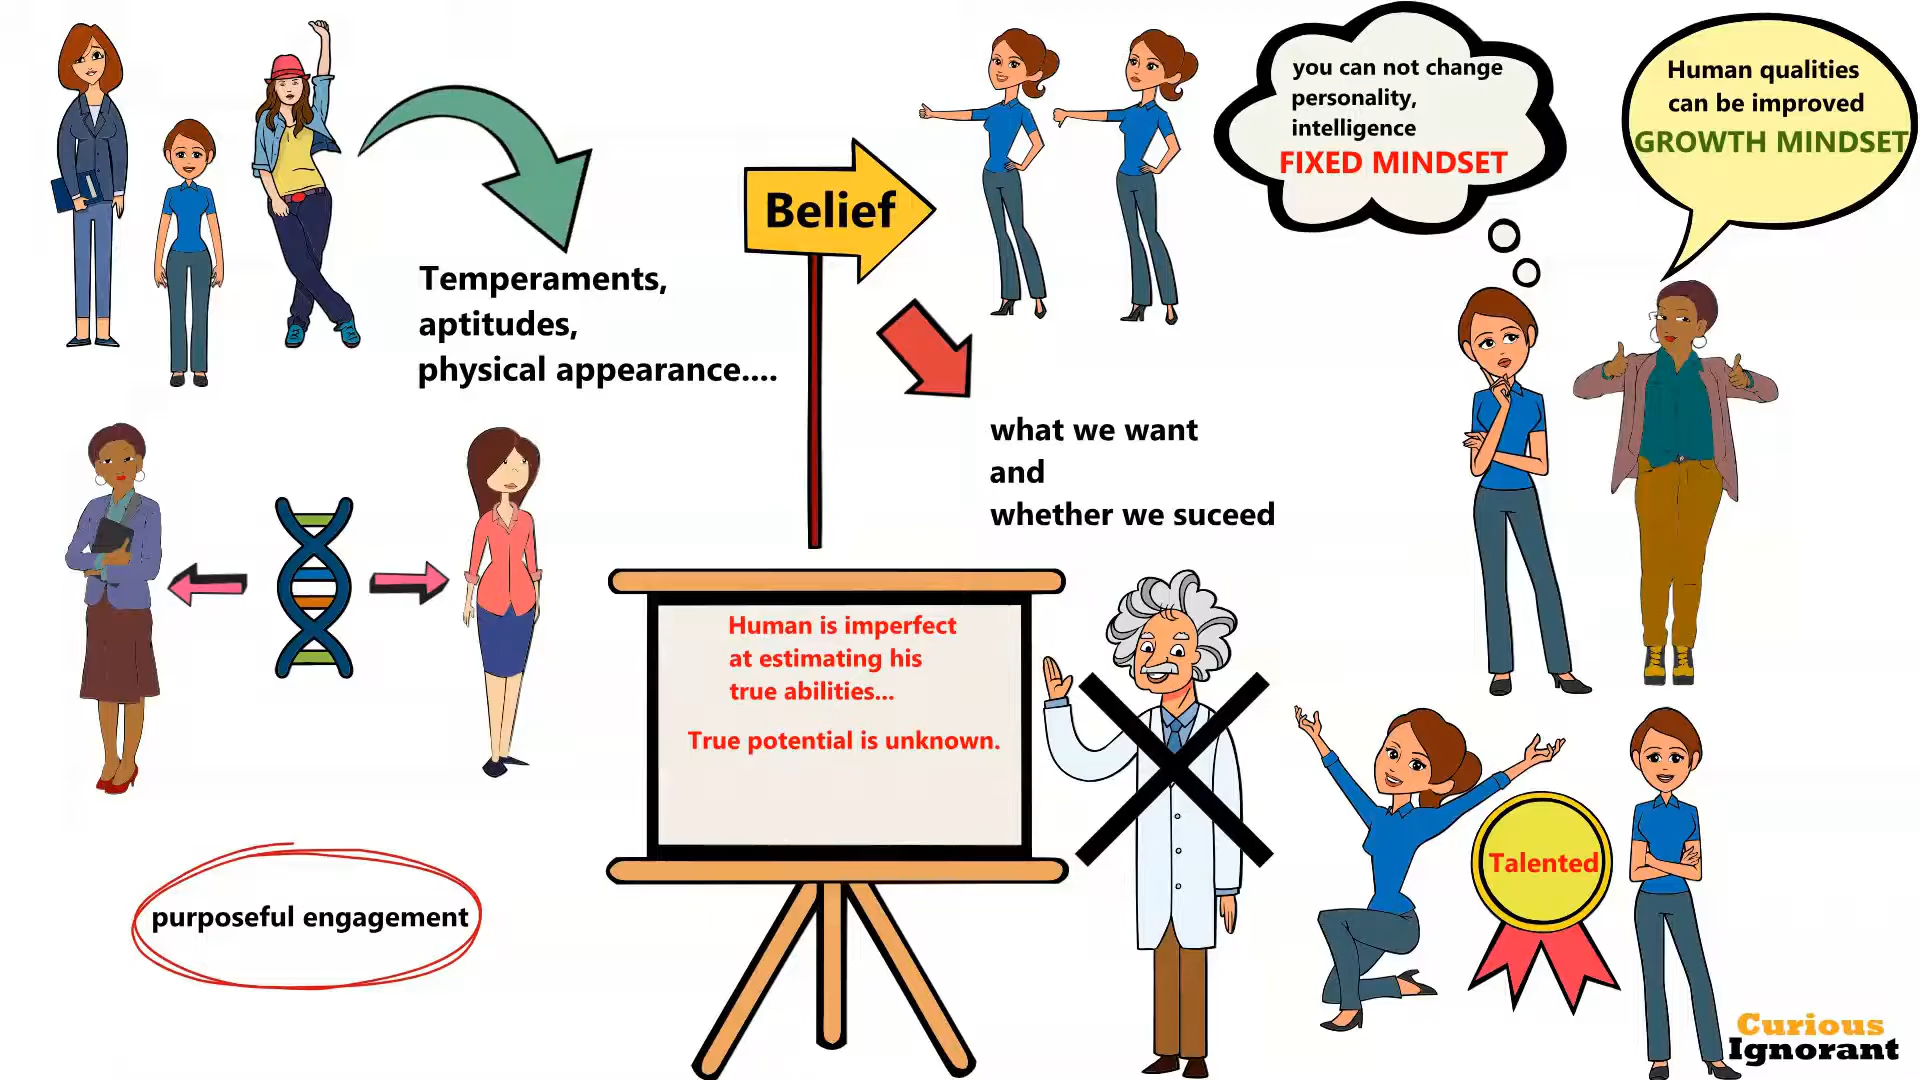 Temperaments,
aptitudes,
physical appearance....
purposeful engagement
Belief
what we want
and
whether we suceed
you can not change
personality,
intelligence
FIXED MINDSET
Human qualities
can be improved
GROWTH MINDSET
Human is imperfect
at estimating his
true abilities...
True potential is unknown.
Talented
Curious
Ignorant